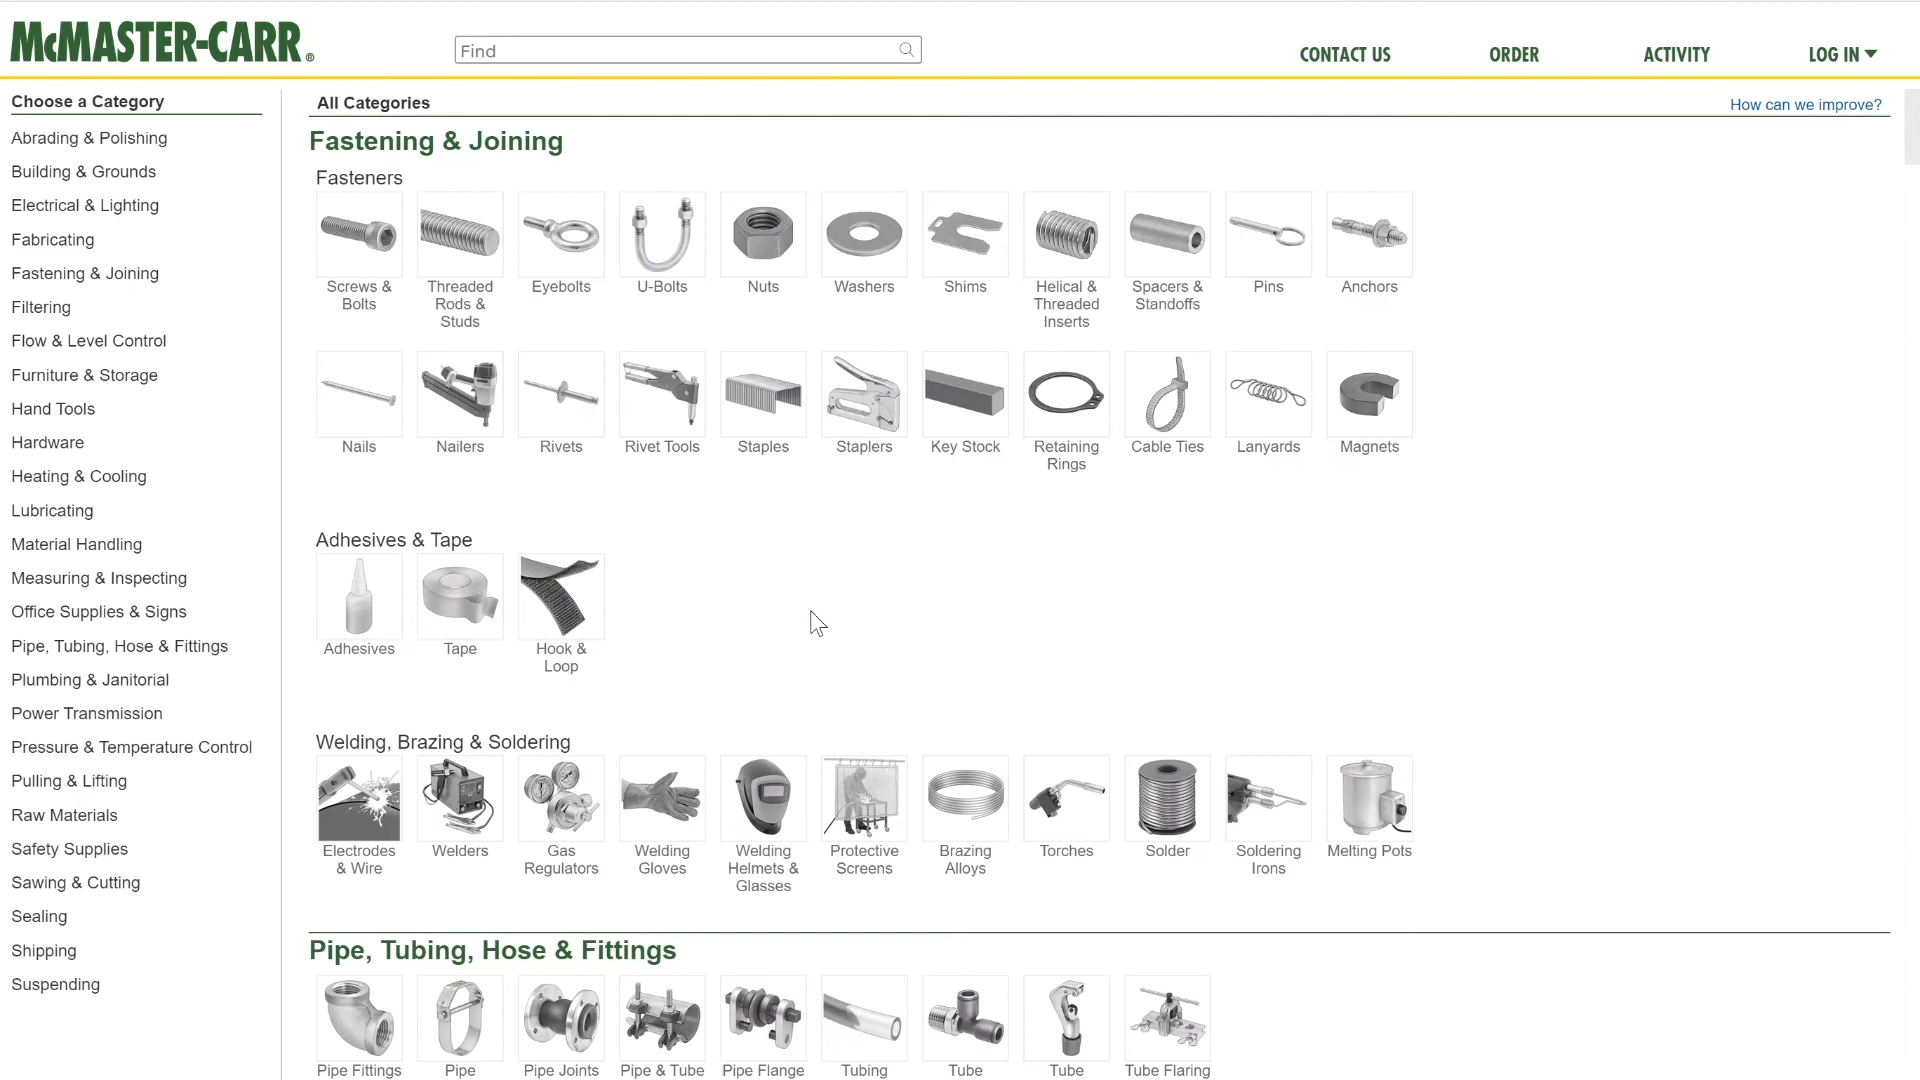 McMASTER-CARR®
Find
CONTACT US
ORDER
ACTIVITY
LOG IN
Choose a Category
Abrading & Polishing
Building & Grounds
Electrical & Lighting
Fabricating
Fastening & Joining
Filtering
Flow & Level Control
Furniture & Storage
Hand Tools
Hardware
Heating & Cooling
Lubricating
Material Handling
Measuring & Inspecting
Office Supplies & Signs
Pipe, Tubing, Hose & Fittings
Plumbing & Janitorial
Power Transmission
Pressure & Temperature Control
Pulling & Lifting
Raw Materials
Safety Supplies
Sawing & Cutting
Sealing
Shipping
Suspending
All Categories
How can we improve?
Fastening & Joining
Fasteners
Screws &
Bolts
Threaded
Rods &
Studs
Eyebolts
U-Bolts
Nuts
Washers
Shims
Helical &
Threaded
Inserts
Spacers &
Standoffs
Pins
Anchors
Nails
Nailers
Rivets
Rivet Tools
Staples
Staplers
Key Stock
Retaining
Rings
Cable Ties
Lanyards
Magnets
Adhesives & Tape
Adhesives
Tape
Hook &
Loop
Welding, Brazing & Soldering
Electrodes
& Wire
Welders
Gas
Regulators
Welding
Gloves
Welding
Helmets &
Glasses
Protective
Screens
Brazing
Alloys
Torches
Solder
Soldering
Irons
Melting Pots
Pipe, Tubing, Hose & Fittings
Pipe Fittings
Pipe
Pipe Joints
Pipe & Tube
Pipe Flange
Tubing
Tube
Tube
Tube Flaring